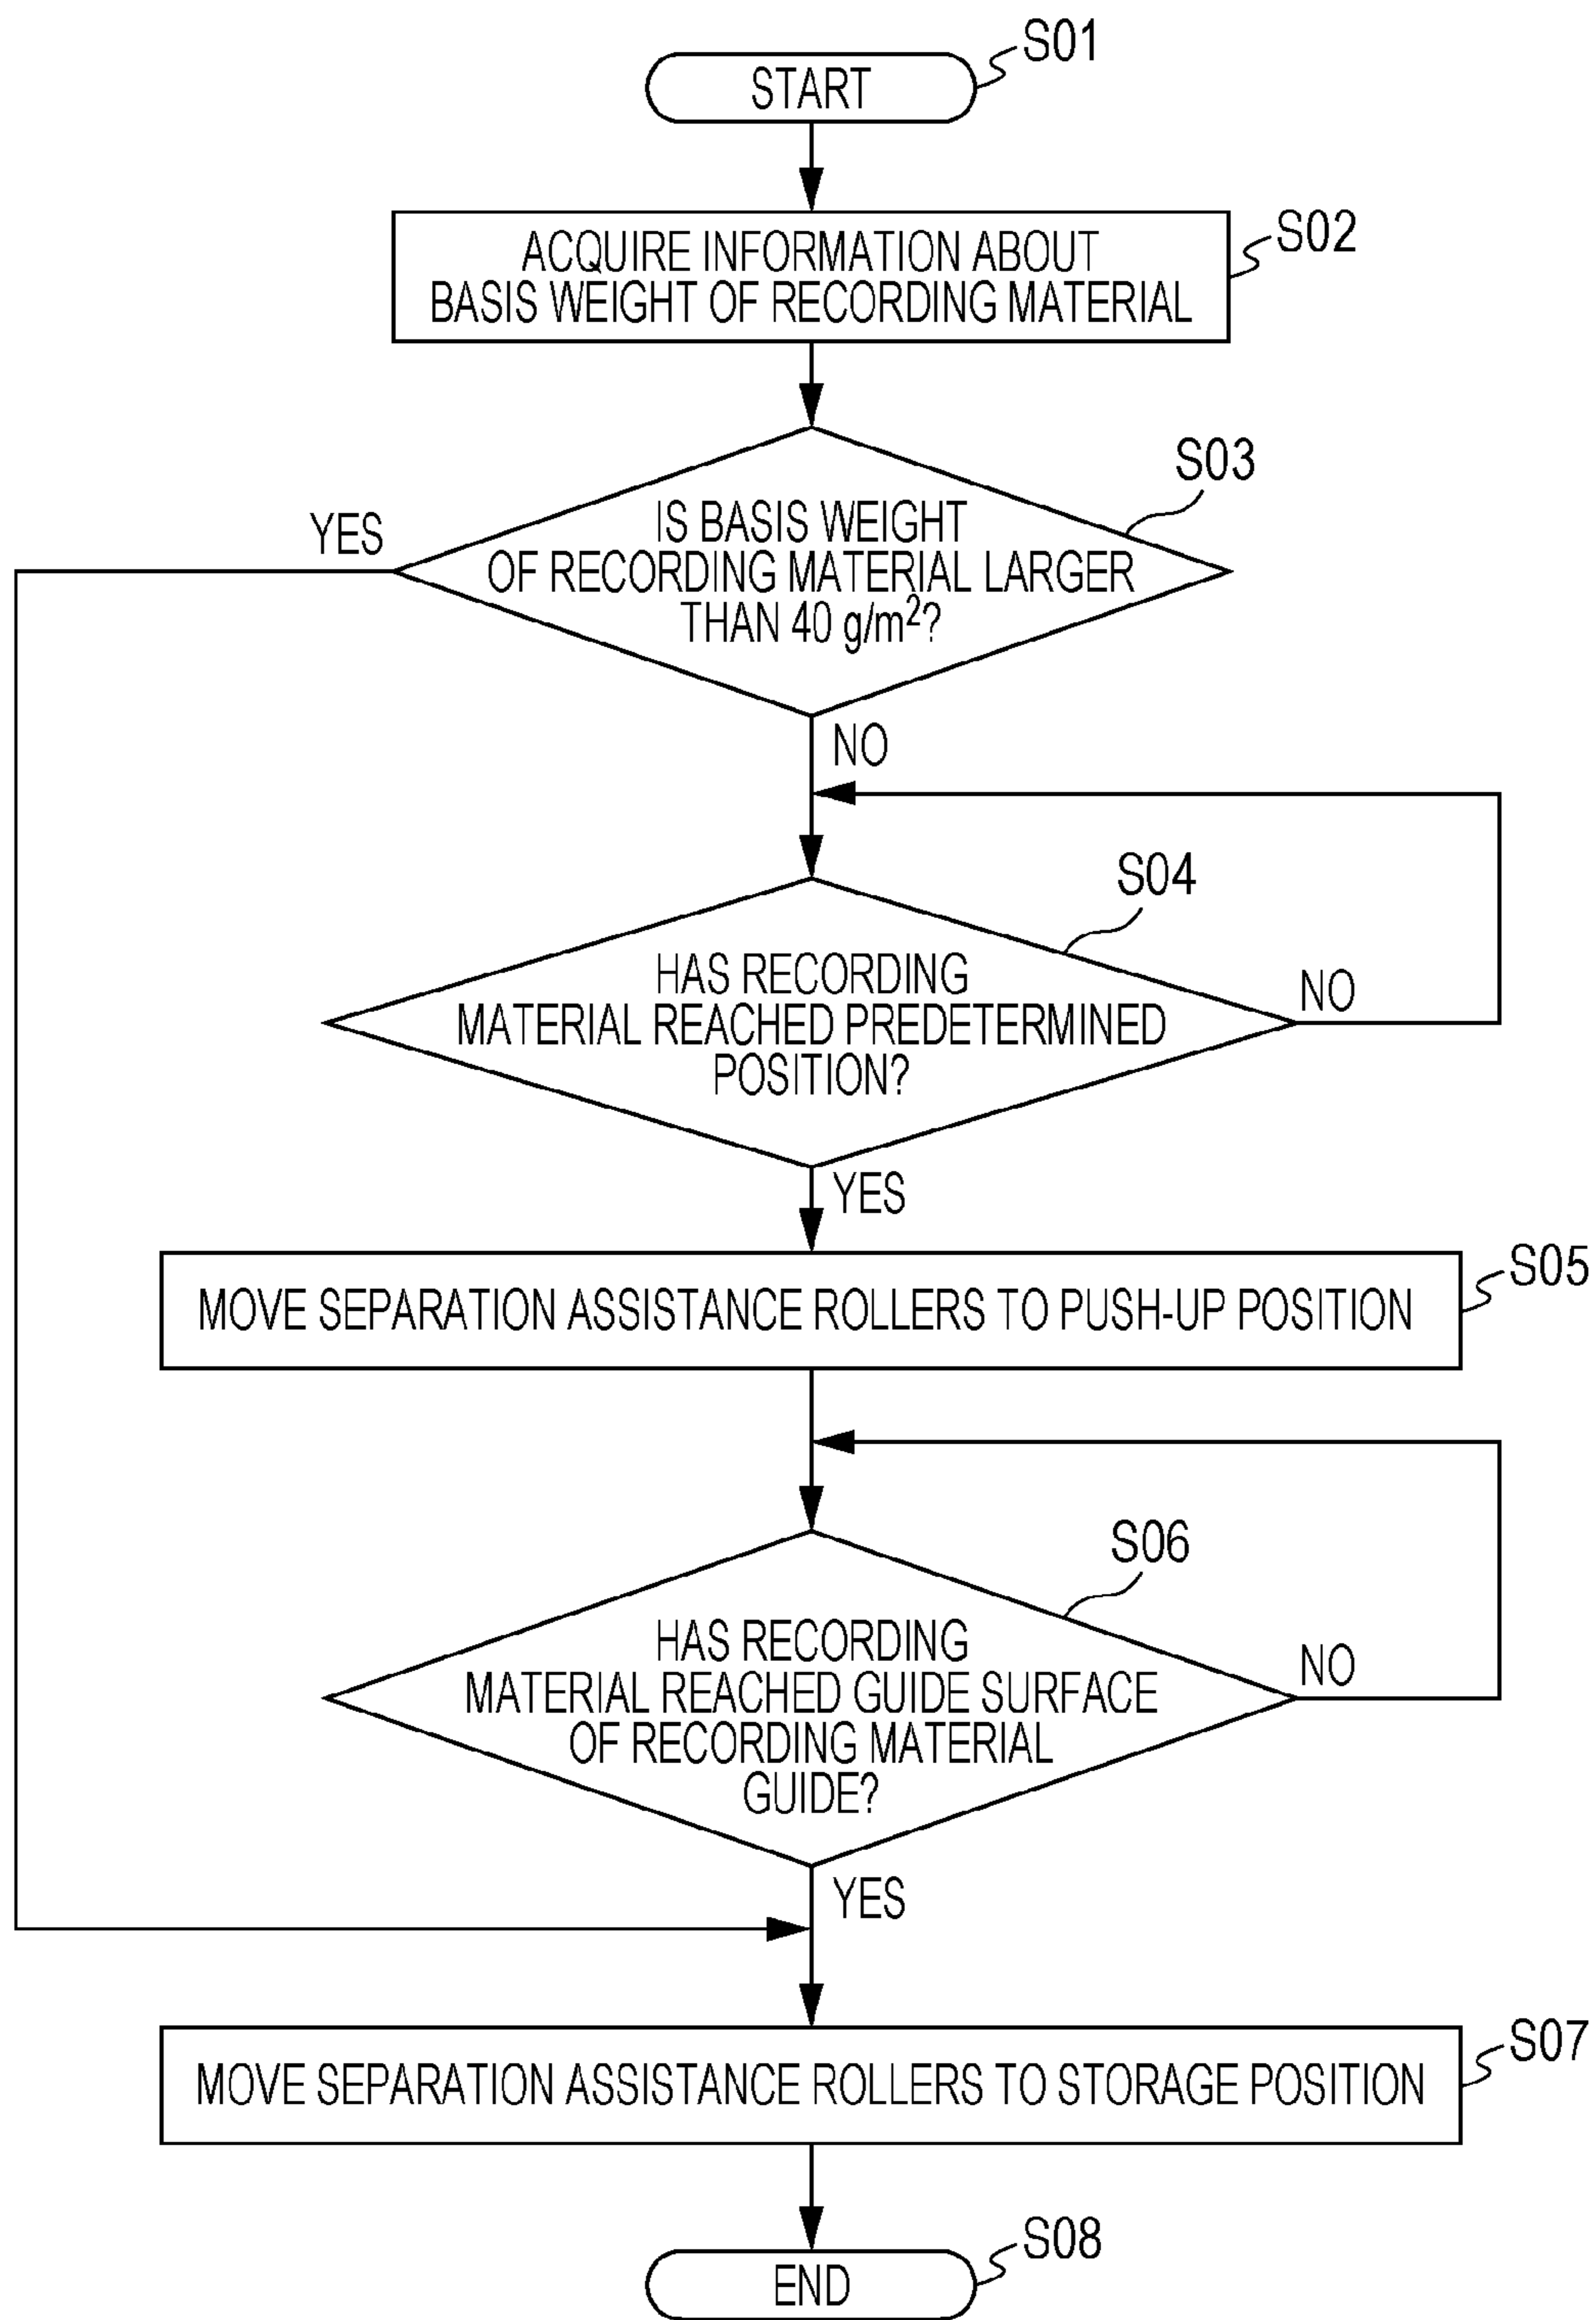 S01
START
S02
ACQUIRE INFORMATION ABOUT
BASIS WEIGHT OF RECORDING MATERIAL
S03
YES
IS BASIS WEIGHT
OF RECORDING MATERIAL LARGER
THAN 40 g/m²?
NO
S04
HAS RECORDING
MATERIAL REACHED PREDETERMINED
POSITION?
NO
YES
S05
MOVE SEPARATION ASSISTANCE ROLLERS TO PUSH-UP POSITION
S06
HAS RECORDING
MATERIAL REACHED GUIDE SURFACE
OF RECORDING MATERIAL
GUIDE?
NO
YES
S07
MOVE SEPARATION ASSISTANCE ROLLERS TO STORAGE POSITION
S08
END